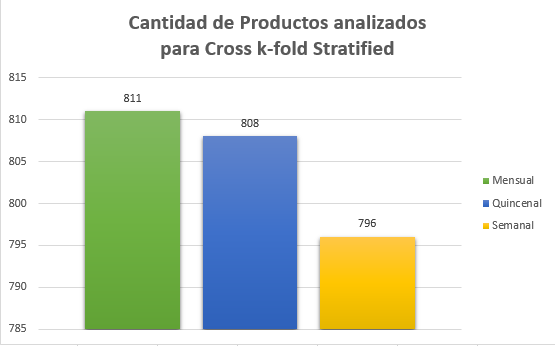 Cantidad de Productos analizados
para Cross k-fold Stratified
815
810
805
800
795
790
785
811
808
796
Mensual
Quincenal
Semanal